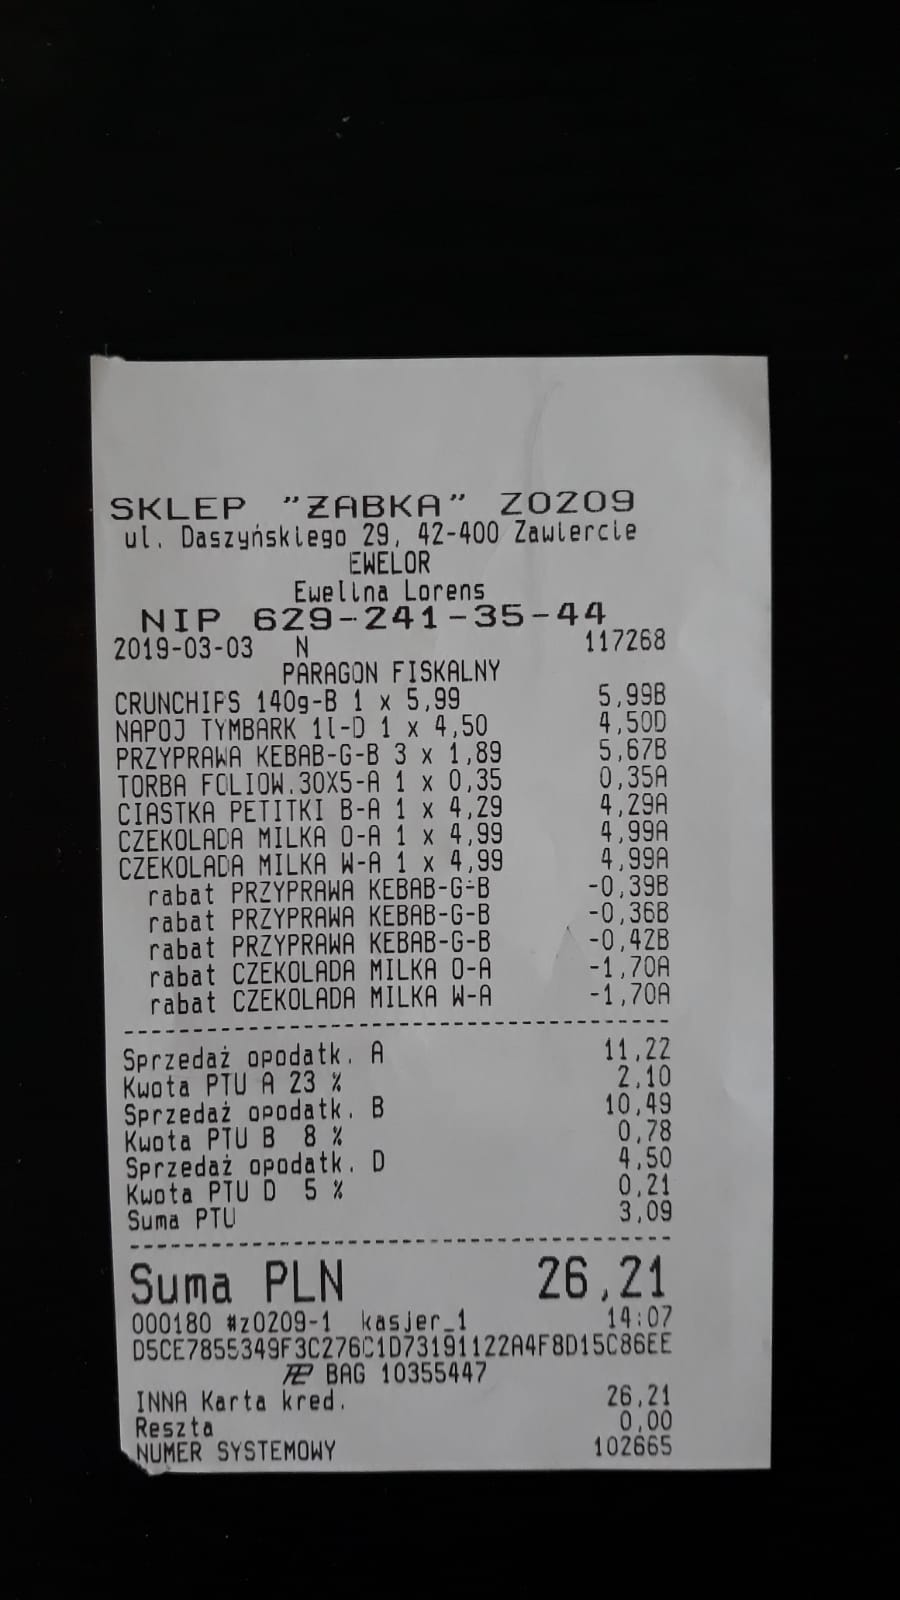 SKLEP "ŻABKA" Z0209
ul. Daszyńskiego 29, 42-400 Zawiercie
EWELOR
Ewelina Lorens
NIP 629-241-35-44
2019-03-03 N 117268
PARAGON FISKALNY
CRUNCHIPS 140g-B 1 x 5,99 5,99B
NAPOJ TYMBARK 1l-D 1 x 4,50 4,50D
PRZYPRAWA KEBAB-G-B 3 x 1,89 5,67B
TORBA FOLIOW.30X5-A 1 x 0,35 0,35A
CIASTKA PETITKI B-A 1 x 4,29 4,29A
CZEKOLADA MILKA O-A 1 x 4,99 4,99A
CZEKOLADA MILKA W-A 1 x 4,99 4,99A
rabat PRZYPRAWA KEBAB-G-B -0,39B
rabat PRZYPRAWA KEBAB-G-B -0,36B
rabat PRZYPRAWA KEBAB-G-B -0,42B
rabat CZEKOLADA MILKA O-A -1,70A
rabat CZEKOLADA MILKA W-A -1,70A
Sprzedaż opodatk. A 11,22
Kwota PTU A 23 % 2,10
Sprzedaż opodatk. B 10,49
Kwota PTU B 8 % 0,78
Sprzedaż opodatk. D 4,50
Kwota PTU D 5 % 0,21
Suma PTU 3,09
Suma PLN 26,21
000180 #z0209-1 kasjer_1 14:07
D5CE7855349F3C276C1D73191122A4F8D15C86EE
BAG 10355447
INNA Karta kred. 26,21
Reszta 0,00
NUMER SYSTEMOWY 102665